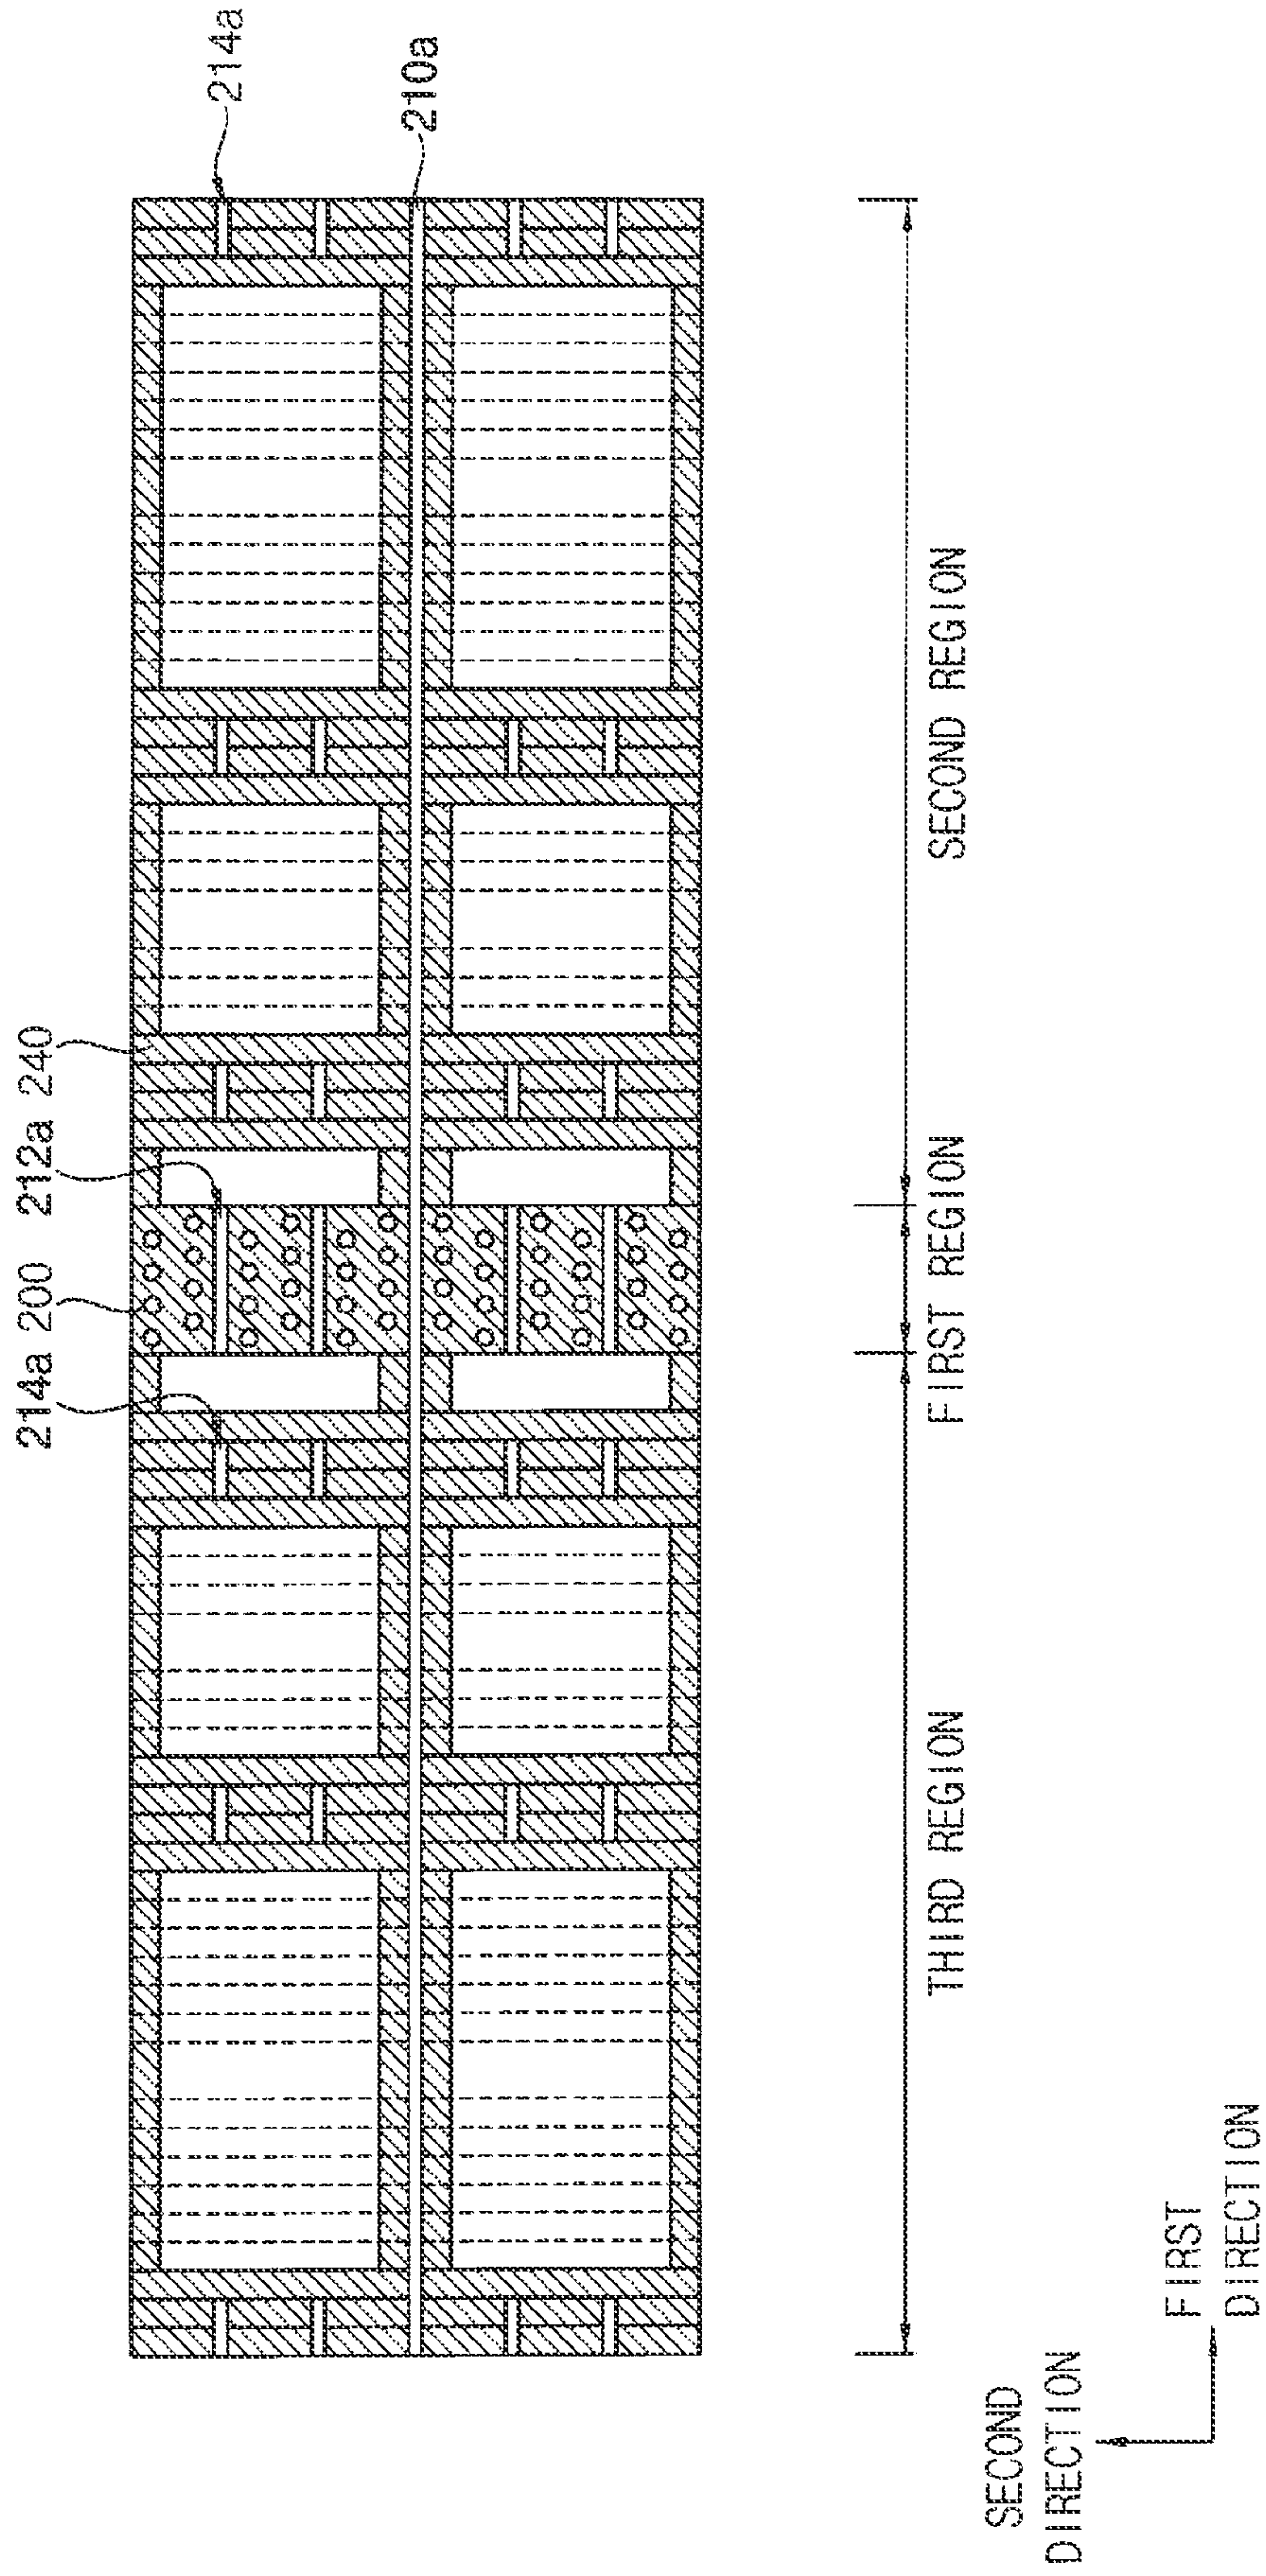 214a 200 212a 240
214a
210a
THIRD REGION
FIRST REGION
SECOND REGION
SECOND
DIRECTION
FIRST
DIRECTION